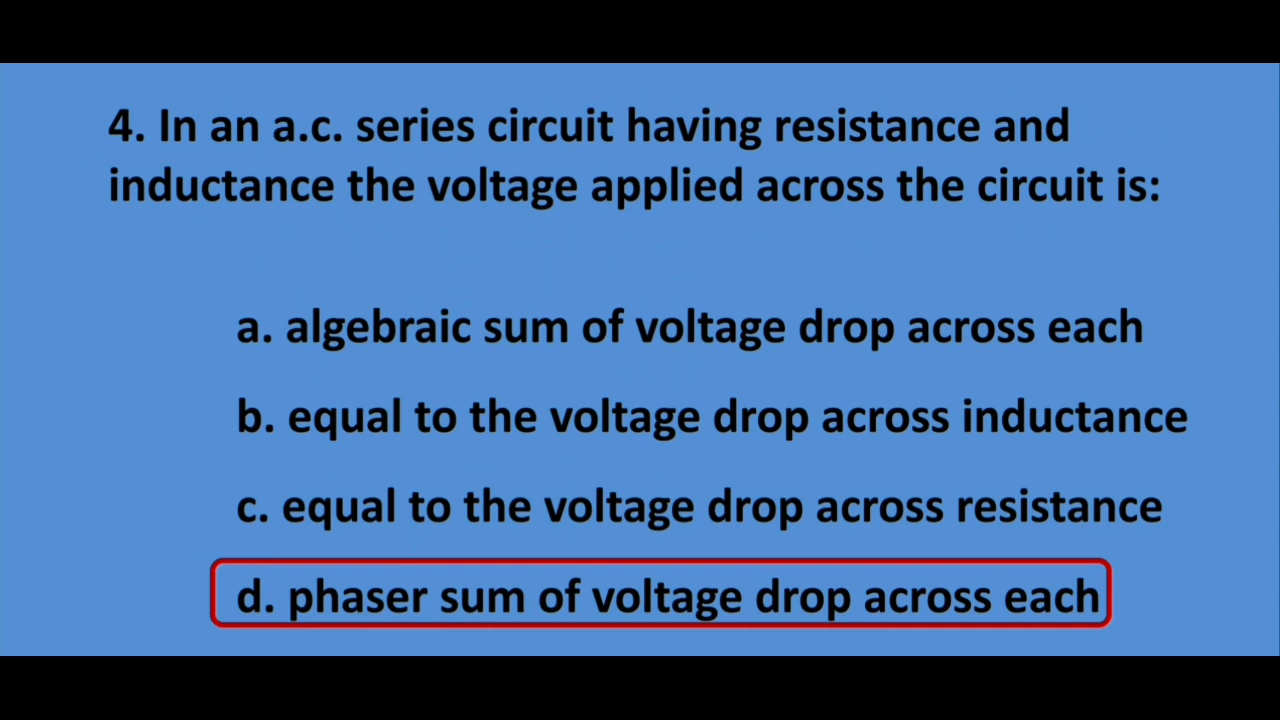 4. In an a.c. series circuit having resistance and
inductance the voltage applied across the circuit is:
a. algebraic sum of voltage drop across each
b. equal to the voltage drop across inductance
c. equal to the voltage drop across resistance
d. phaser sum of voltage drop across each